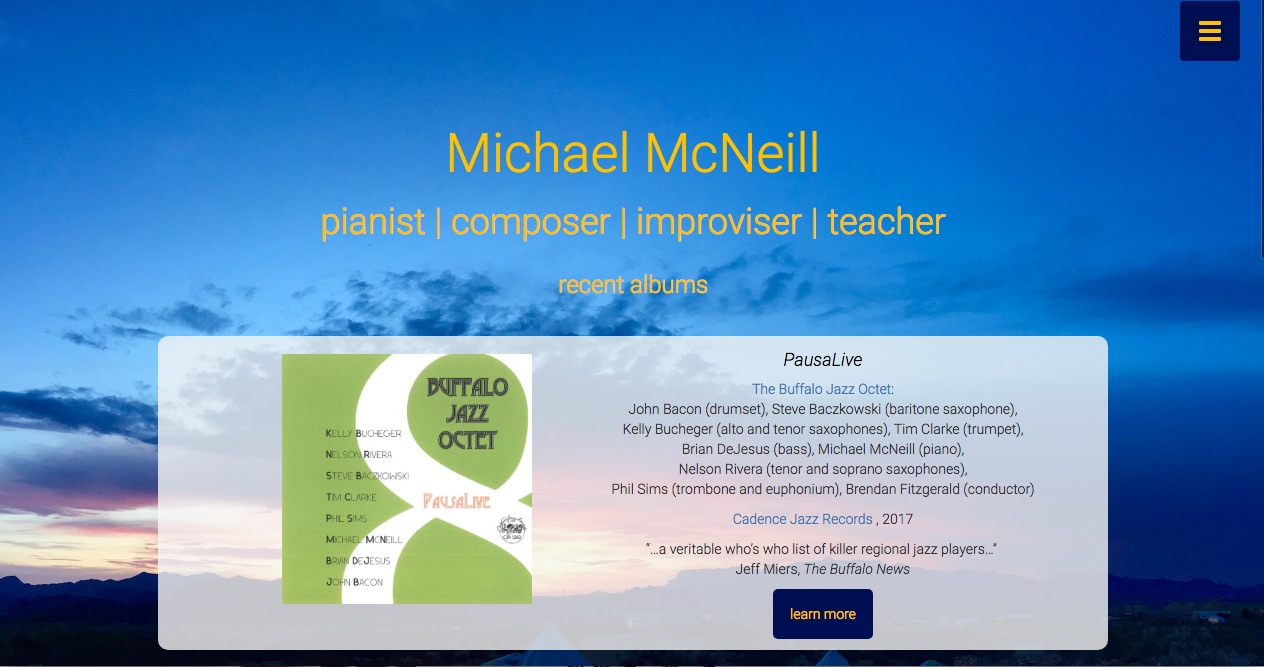 Michael McNeill
pianist | composer | improviser | teacher
recent albums
BUFFALO
JAZZ
OCTET
KELLY BUCHEGER
NELSON RIVERA
STEVE BACZKOWSKI
TIM CLARKE
PHIL SIMS
MICHAEL MCNEILL
BRIAN DEJESUS
JOHN BACON
PAUSALIVE
PausaLive
The Buffalo Jazz Octet:
John Bacon (drumset), Steve Baczkowski (baritone saxophone),
Kelly Bucheger (alto and tenor saxophones), Tim Clarke (trumpet),
Brian DeJesus (bass), Michael McNeill (piano),
Nelson Rivera (tenor and soprano saxophones),
Phil Sims (trombone and euphonium), Brendan Fitzgerald (conductor)
Cadence Jazz Records , 2017
“...a veritable who’s who list of killer regional jazz players...”
Jeff Miers, The Buffalo News
learn more